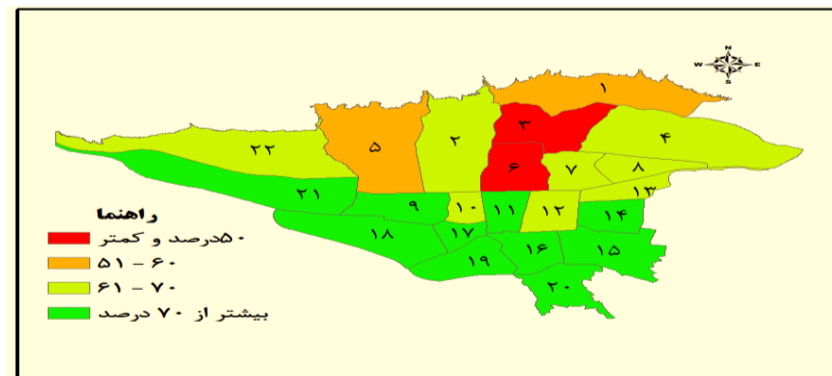 N
W E
S
۱
۳
۴
۲
۵
۲۲
۶
۷
۸
۱۳
۲۱
۹
۱۰
۱۱
۱۲
۱۴
۱۸
۱۷
۱۶
۱۵
۱۹
۲۰
راهنما
۵۰درصد و کمتر
۵۱ - ۶۰
۶۱ - ۷۰
بیشتر از ۷۰ درصد